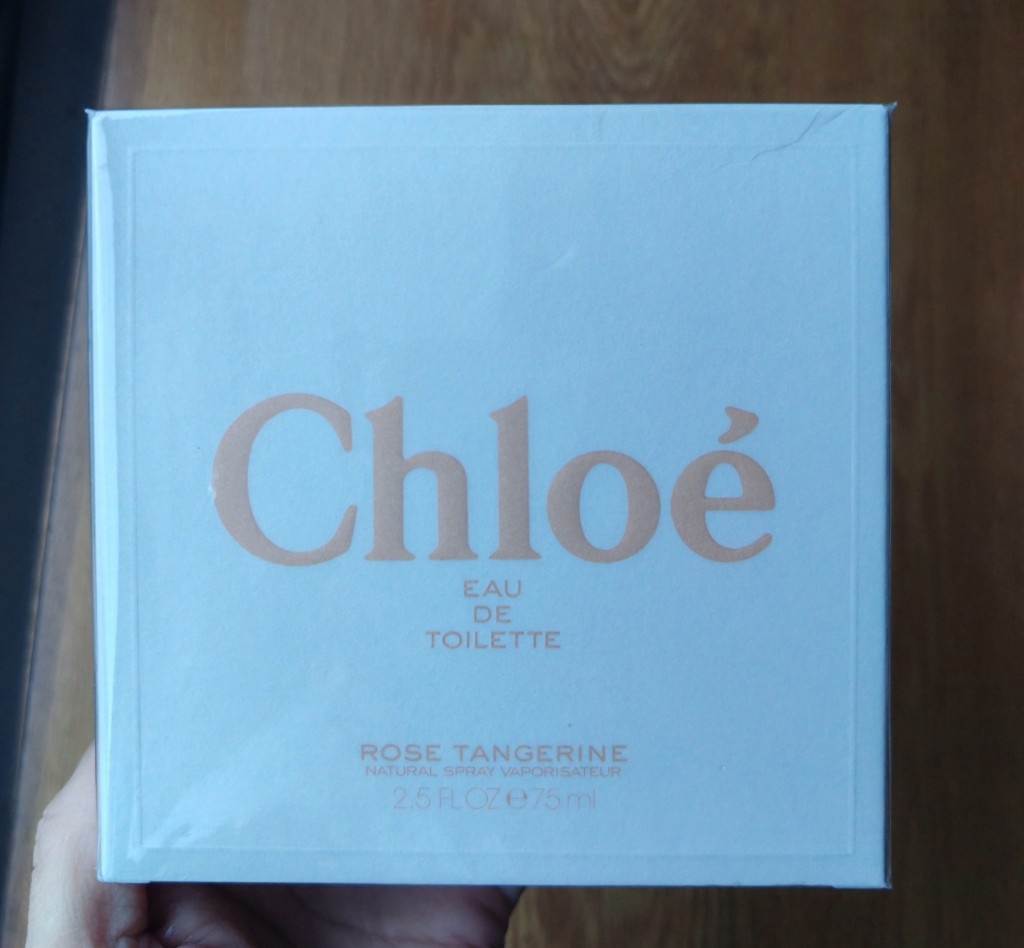 Chloé
EAU
DE
TOILETTE
ROSE TANGERINE
NATURAL SPRAY VAPORISATEUR
2.5 FL.OZ ℮ 75 ml